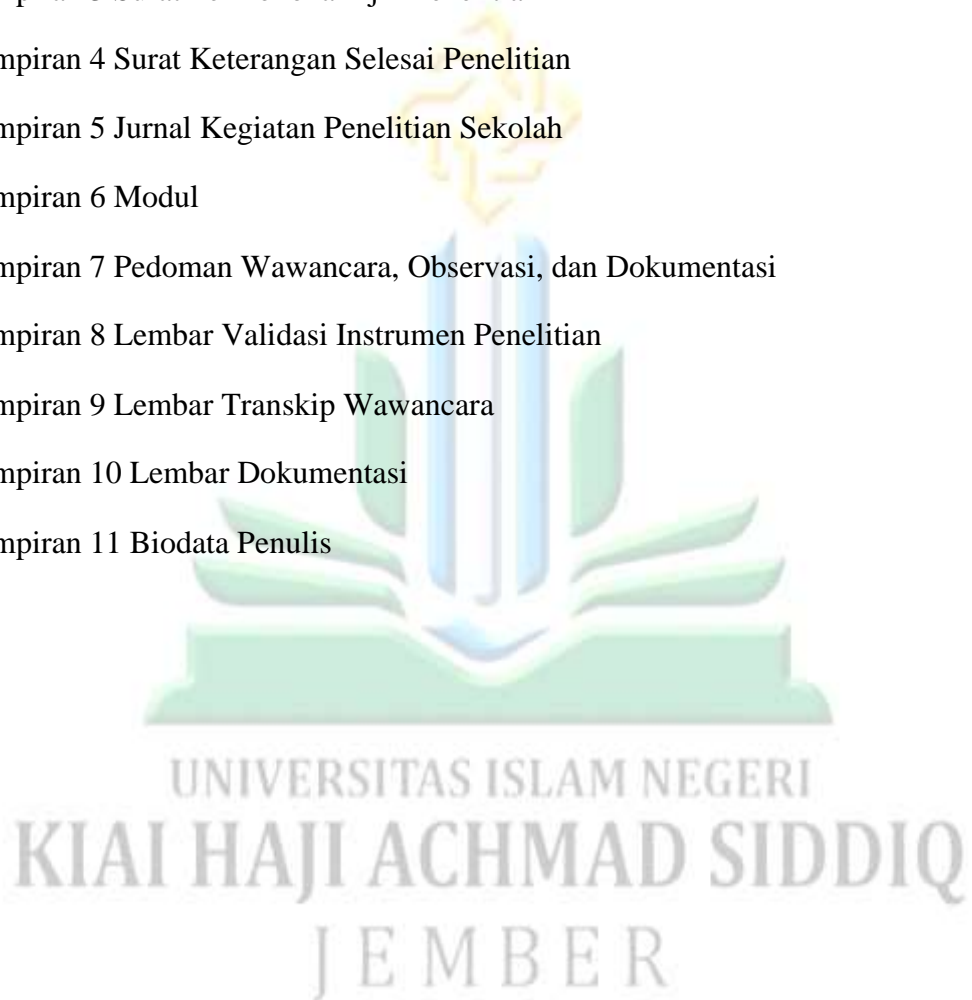 mpiran 4 Surat Keterangan Selesai Penelitian
mpiran 5 Jurnal Kegiatan Penelitian Sekolah
mpiran 6 Modul
mpiran 7 Pedoman Wawancara, Observasi, dan Dokumentasi
mpiran 8 Lembar Validasi Instrumen Penelitian
mpiran 9 Lembar Transkip Wawancara
mpiran 10 Lembar Dokumentasi
mpiran 11 Biodata Penulis
UNIVERSITAS ISLAM NEGERI
KIAI HAJI ACHMAD SIDDIQ
JEMBER